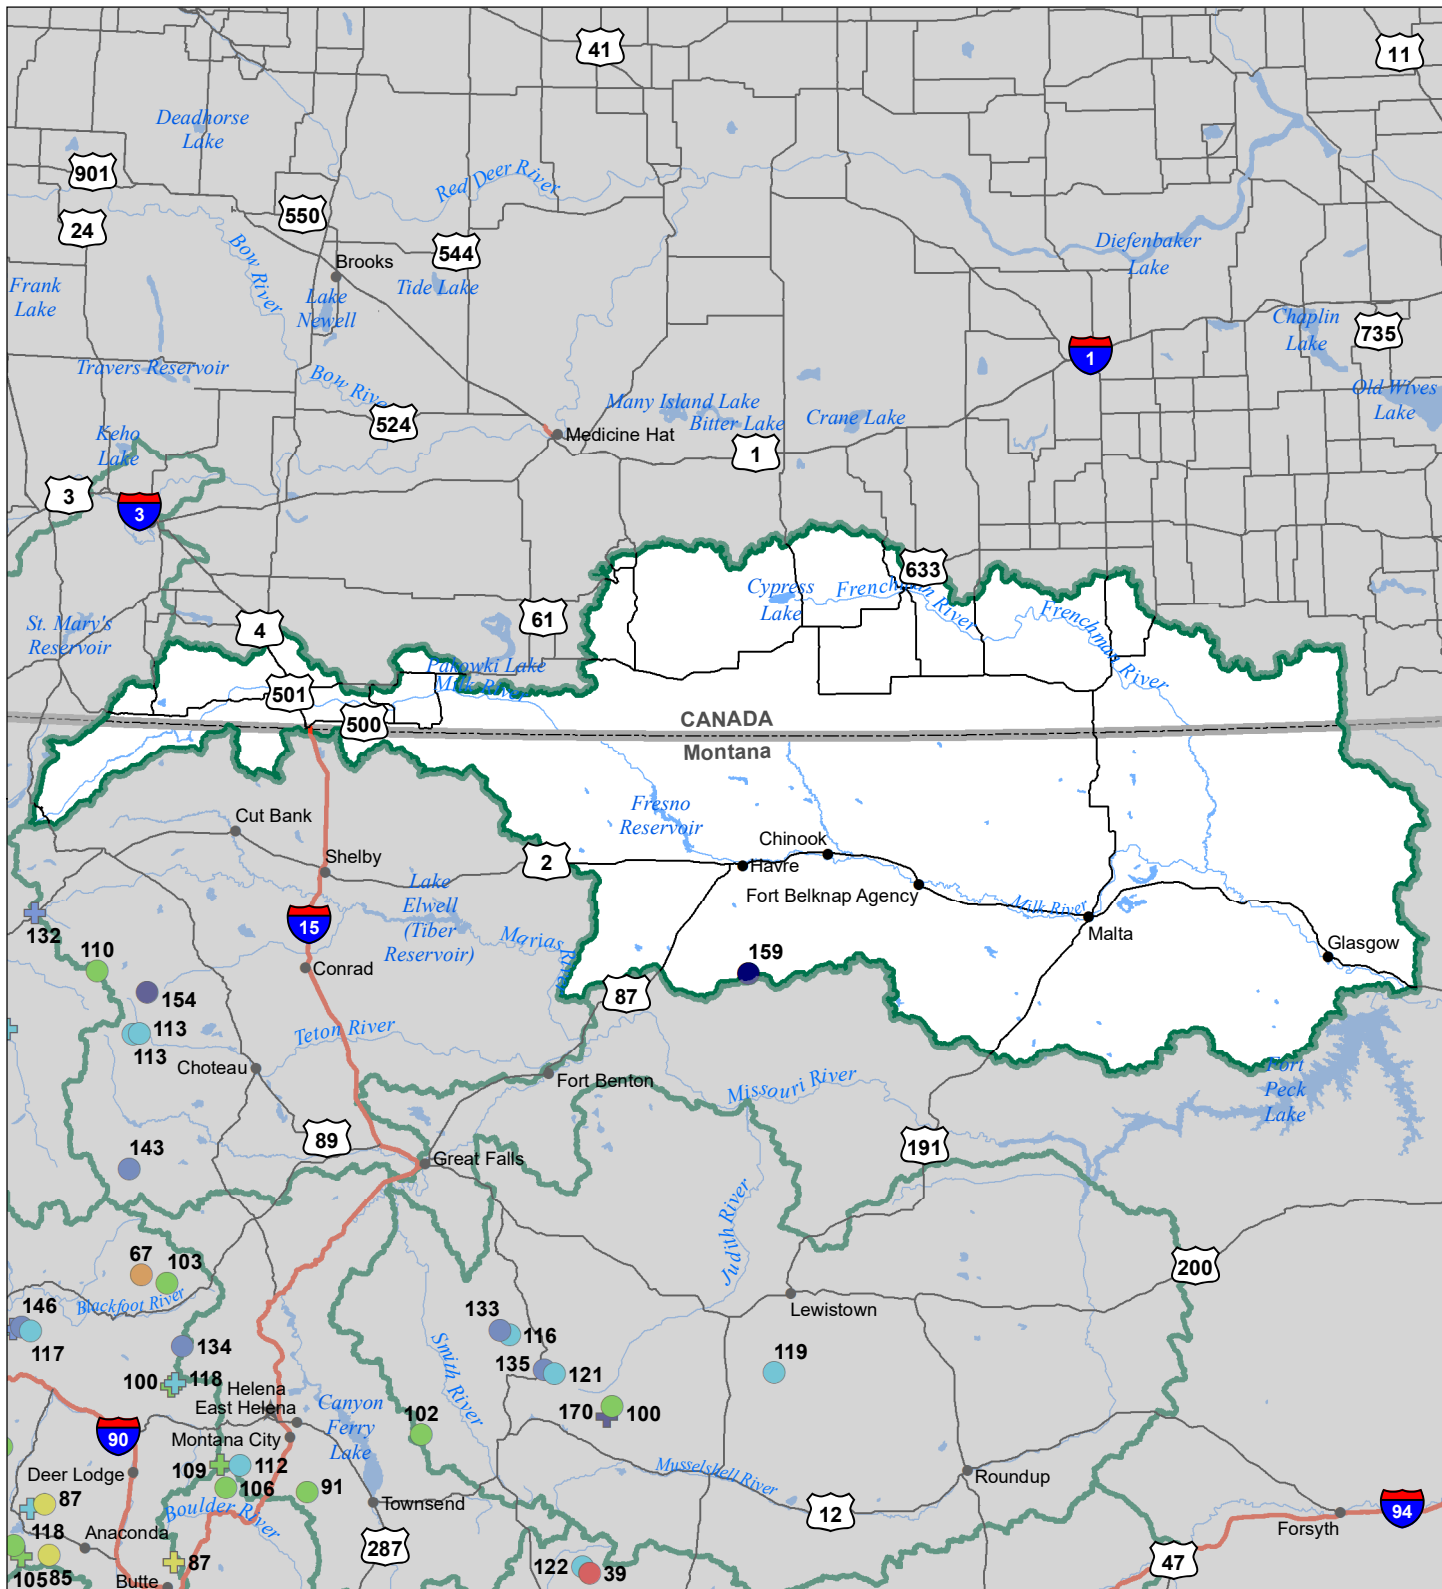 41
11
Deadhorse
Lake
901
Red Deer River
550
24
Bow River
544
Diefenbaker
Lake
Brooks
Frank
Lake
Lake
Newell
Tide Lake
Chaplin
Lake
735
1
Travers Reservoir
Bow River
Old Wives
Lake
Many Island Lake
Bitter Lake
Crane Lake
524
Medicine Hat
Keho
Lake
1
3
3
633
Cypress
Lake
Frenchman River
Frenchman River
61
4
St. Mary's
Reservoir
Pakowki Lake
Milk River
501
500
CANADA
Montana
Fresno
Reservoir
Cut Bank
Chinook
Shelby
2
Havre
Lake
Elwell
(Tiber
Reservoir)
Fort Belknap Agency
Milk River
15
132
Marias River
Malta
Glasgow
110
159
Conrad
87
154
113
113
Teton River
Choteau
Fort Benton
Missouri River
Fort
Peck
Lake
89
191
143
Great Falls
Judith River
67
103
200
Blackfoot River
146
133
Lewistown
117
134
116
Smith River
135
121
119
100
118
Helena
East Helena
Canyon
Ferry
Lake
102
170
100
90
Montana City
109
112
Deer Lodge
Musselshell River
Roundup
106
91
87
Boulder River
Townsend
12
94
118
Anaconda
287
Forsyth
87
122
39
47
105
85
Butte